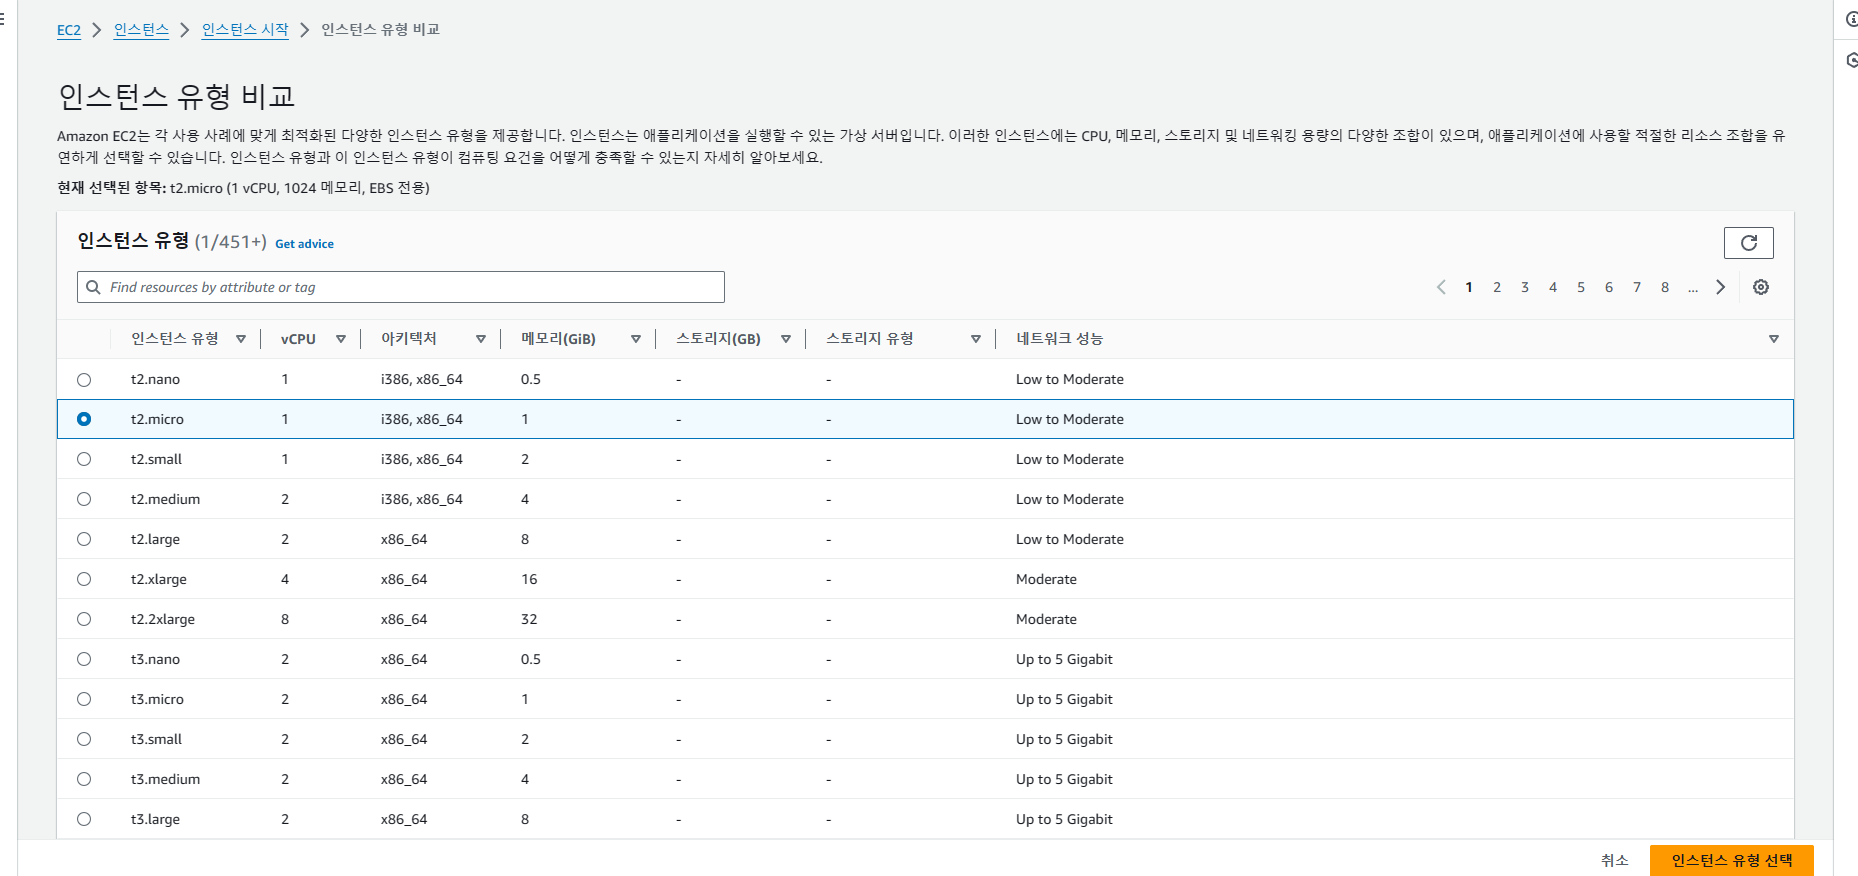 EC2 > 인스턴스 > 인스턴스 시작 > 인스턴스 유형 비교
인스턴스 유형 비교
Amazon EC2는 각 사용 사례에 맞게 최적화된 다양한 인스턴스 유형을 제공합니다. 인스턴스는 애플리케이션을 실행할 수 있는 가상 서버입니다. 이러한 인스턴스에는 CPU, 메모리, 스토리지 및 네트워킹 용량의 다양한 조합이 있으며, 애플리케이션에 사용할 적절한 리소스 조합을 유
연하게 선택할 수 있습니다. 인스턴스 유형과 이 인스턴스 유형이 컴퓨팅 요건을 어떻게 충족할 수 있는지 자세히 알아보세요.
현재 선택된 항목: t2.micro (1 vCPU, 1024 메모리, EBS 전용)
인스턴스 유형 (1/451+) Get advice
Find resources by attribute or tag
1 2 3 4 5 6 7 8 ...
인스턴스 유형 vCPU 아키텍처 메모리(GiB) 스토리지(GB) 스토리지 유형 네트워크 성능
t2.nano 1 i386, x86_64 0.5 - - Low to Moderate
t2.micro 1 i386, x86_64 1 - - Low to Moderate
t2.small 1 i386, x86_64 2 - - Low to Moderate
t2.medium 2 i386, x86_64 4 - - Low to Moderate
t2.large 2 x86_64 8 - - Low to Moderate
t2.xlarge 4 x86_64 16 - - Moderate
t2.2xlarge 8 x86_64 32 - - Moderate
t3.nano 2 x86_64 0.5 - - Up to 5 Gigabit
t3.micro 2 x86_64 1 - - Up to 5 Gigabit
t3.small 2 x86_64 2 - - Up to 5 Gigabit
t3.medium 2 x86_64 4 - - Up to 5 Gigabit
t3.large 2 x86_64 8 - - Up to 5 Gigabit
취소 인스턴스 유형 선택